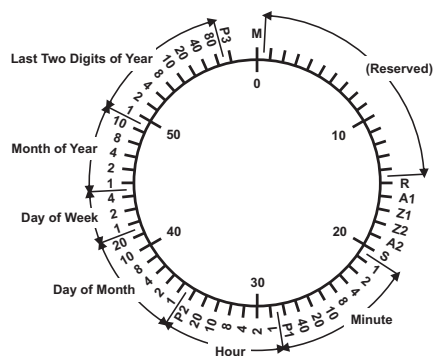 M
(Reserved)
R
A1
Z1
Z2
A2
S
1
2
4
8
10
20
40
P1
Minute
1
2
4
8
10
20
P2
Hour
1
2
4
8
10
20
Day of Month
1
2
4
Day of Week
1
2
4
8
10
Month of Year
1
2
4
8
10
20
40
80
P3
Last Two Digits of Year
0
10
20
30
40
50